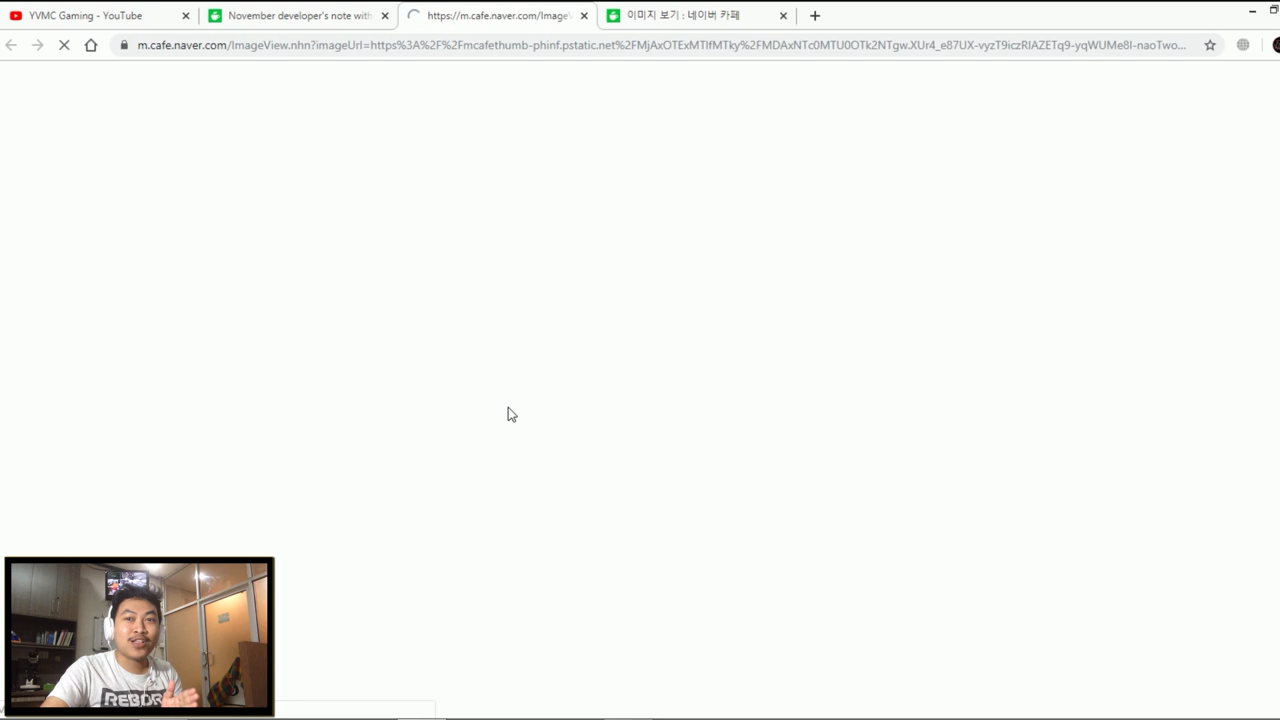 YVMC Gaming - YouTube
November developer's note with
https://m.cafe.naver.com/ImageV
이미지 보기 : 네이버 카페
m.cafe.naver.com/ImageView.nhn?imageUrl=https%3A%2F%2Fmcafethumb-phinf.pstatic.net%2FMjAxOTExMTlfMTky%2FMDAxNTc0MTU0OTk2NTgw.XUr4_e87UX-vyzT9iczRlAZETq9-yqWUMe8I-naoTwo...
REBOR